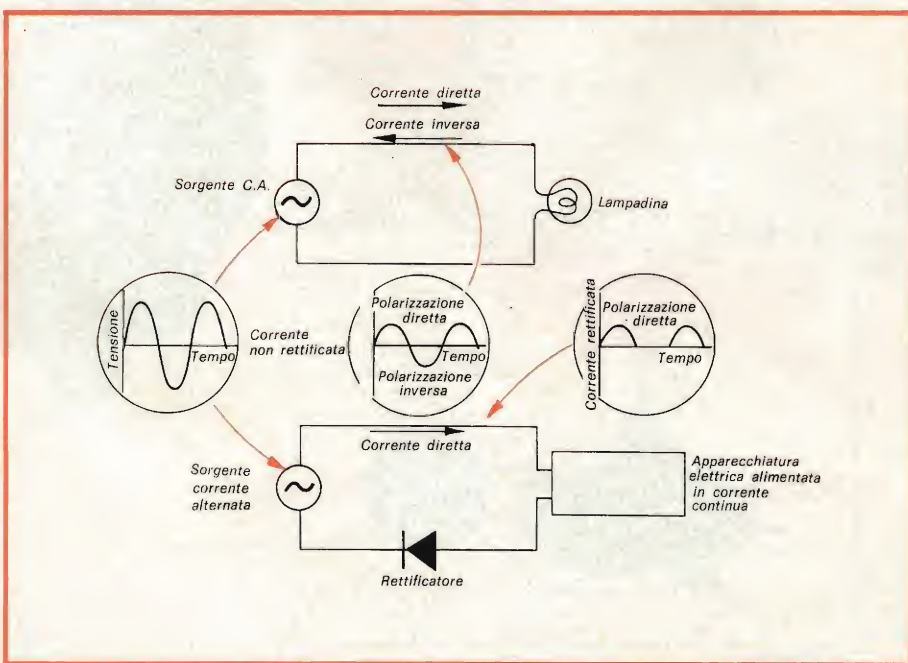 Corrente diretta
Corrente inversa
Sorgente C.A.
Lampadina
Tensione
Tempo
Corrente
non rettificata
Polarizzazione
diretta
Tempo
Polarizzazione
inversa
Corrente rettificata
Polarizzazione
diretta
Tempo
Corrente diretta
Sorgente
corrente
alternata
Apparecchiatura
elettrica alimentata
in corrente
continua
Rettificatore